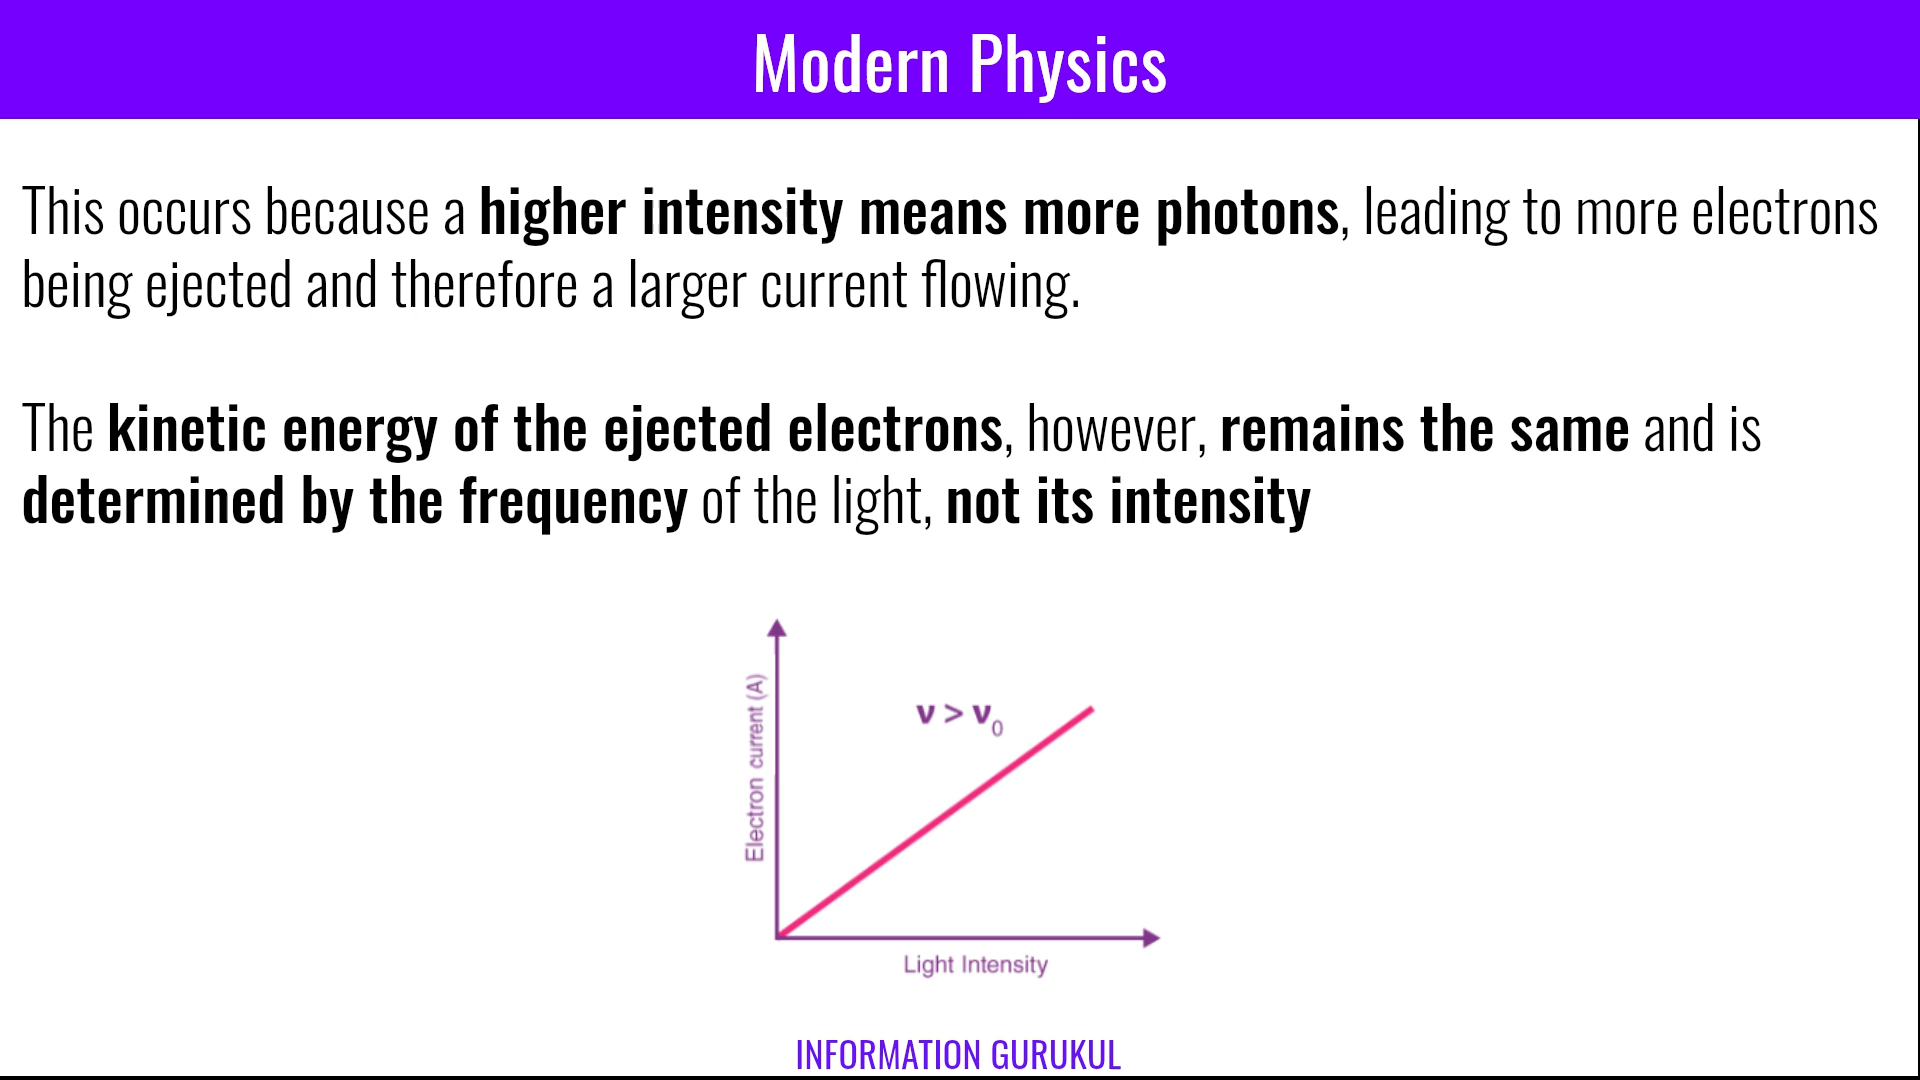 Modern Physics
This occurs because a higher intensity means more photons, leading to more electrons
being ejected and therefore a larger current flowing.
The kinetic energy of the ejected electrons, however, remains the same and is
determined by the frequency of the light, not its intensity
Electron current (A)
ν > ν₀
Light Intensity
INFORMATION GURUKUL